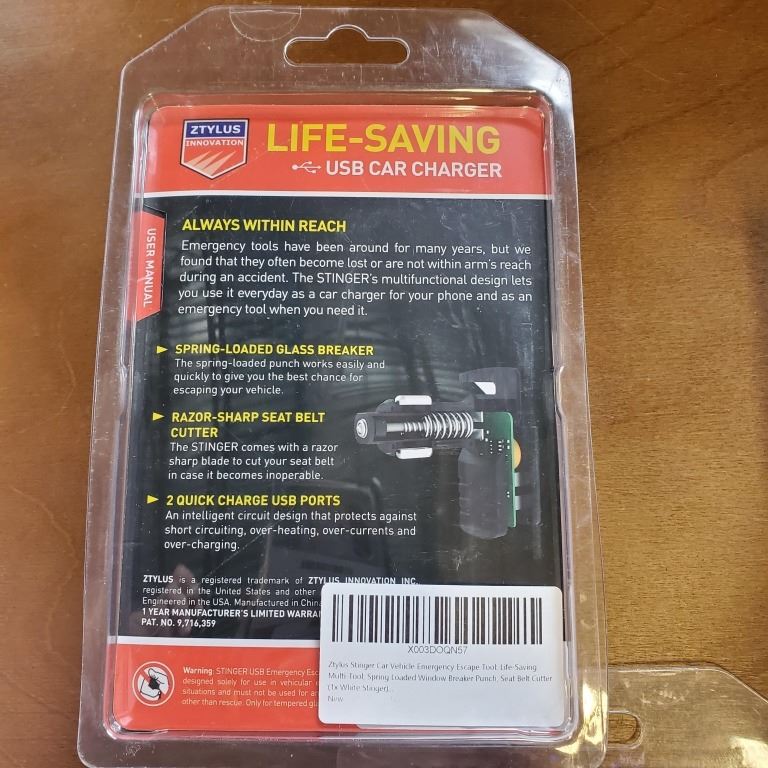 ZTYLUS
INNOVATION
LIFE-SAVING
USB CAR CHARGER
USER MANUAL
ALWAYS WITHIN REACH
Emergency tools have been around for many years, but we
found that they often become lost or are not within arm's reach
during an accident. The STINGER's multifunctional design lets
you use it everyday as a car charger for your phone and as an
emergency tool when you need it.
SPRING-LOADED GLASS BREAKER
The spring-loaded punch works easily and
quickly to give you the best chance for
escaping your vehicle.
RAZOR-SHARP SEAT BELT
CUTTER
The STINGER comes with a razor
sharp blade to cut your seat belt
in case it becomes inoperable.
2 QUICK CHARGE USB PORTS
An intelligent circuit design that protects against
short circuiting, over-heating, over-currents and
over-charging.
ZTYLUS is a registered trademark of ZTYLUS INNOVATION INC.
registered in the United States and other
Engineered in the USA. Manufactured in China
1 YEAR MANUFACTURER'S LIMITED
PAT. NO. 9,716,359
Warning: STINGER USB Emergency
designed solely for use in vehicular
situations and must not be used for
other than rescue. Only for tempered
X003DOQN57
Ztylus Stinger Car Vehicle Emergency Escape Tool: Life-Saving
Multi-Tool, Spring Loaded Window Breaker Punch, Seat Belt Cutter
(1x White Stinger)...
New